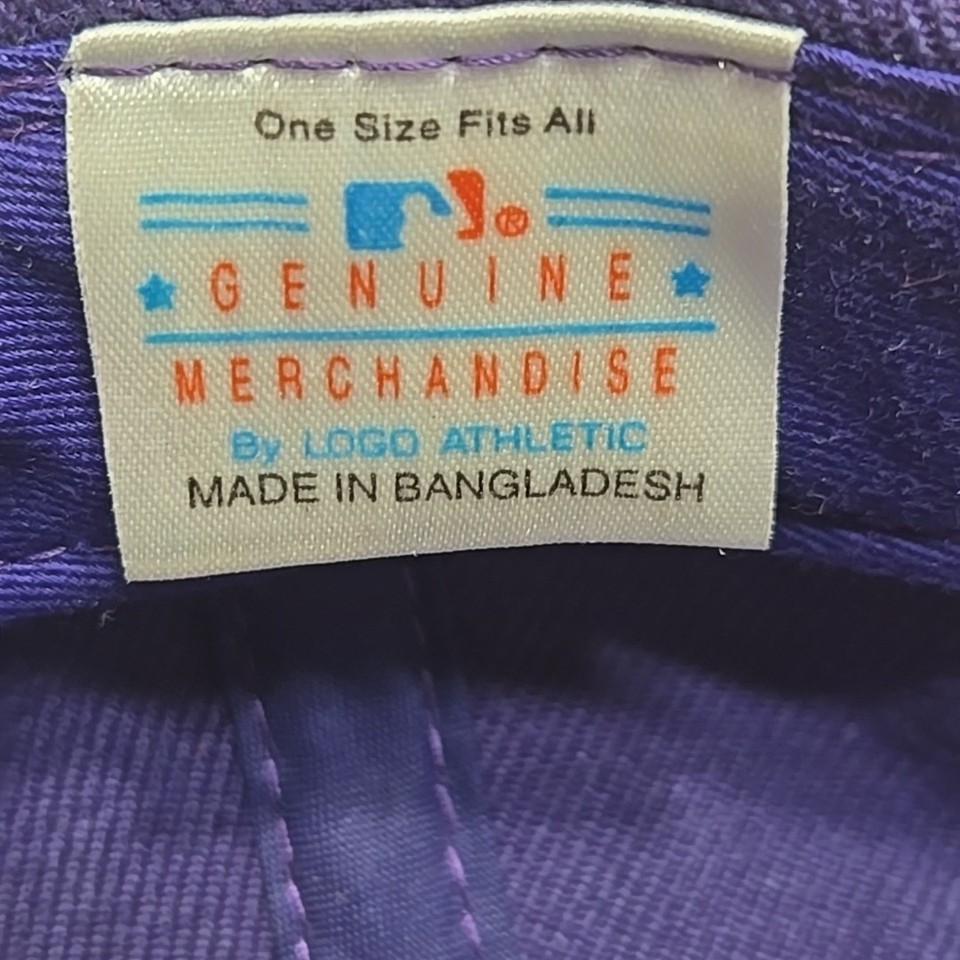 One Size Fits All
®
GENUINE
MERCHANDISE
By LOGO ATHLETIC
MADE IN BANGLADESH